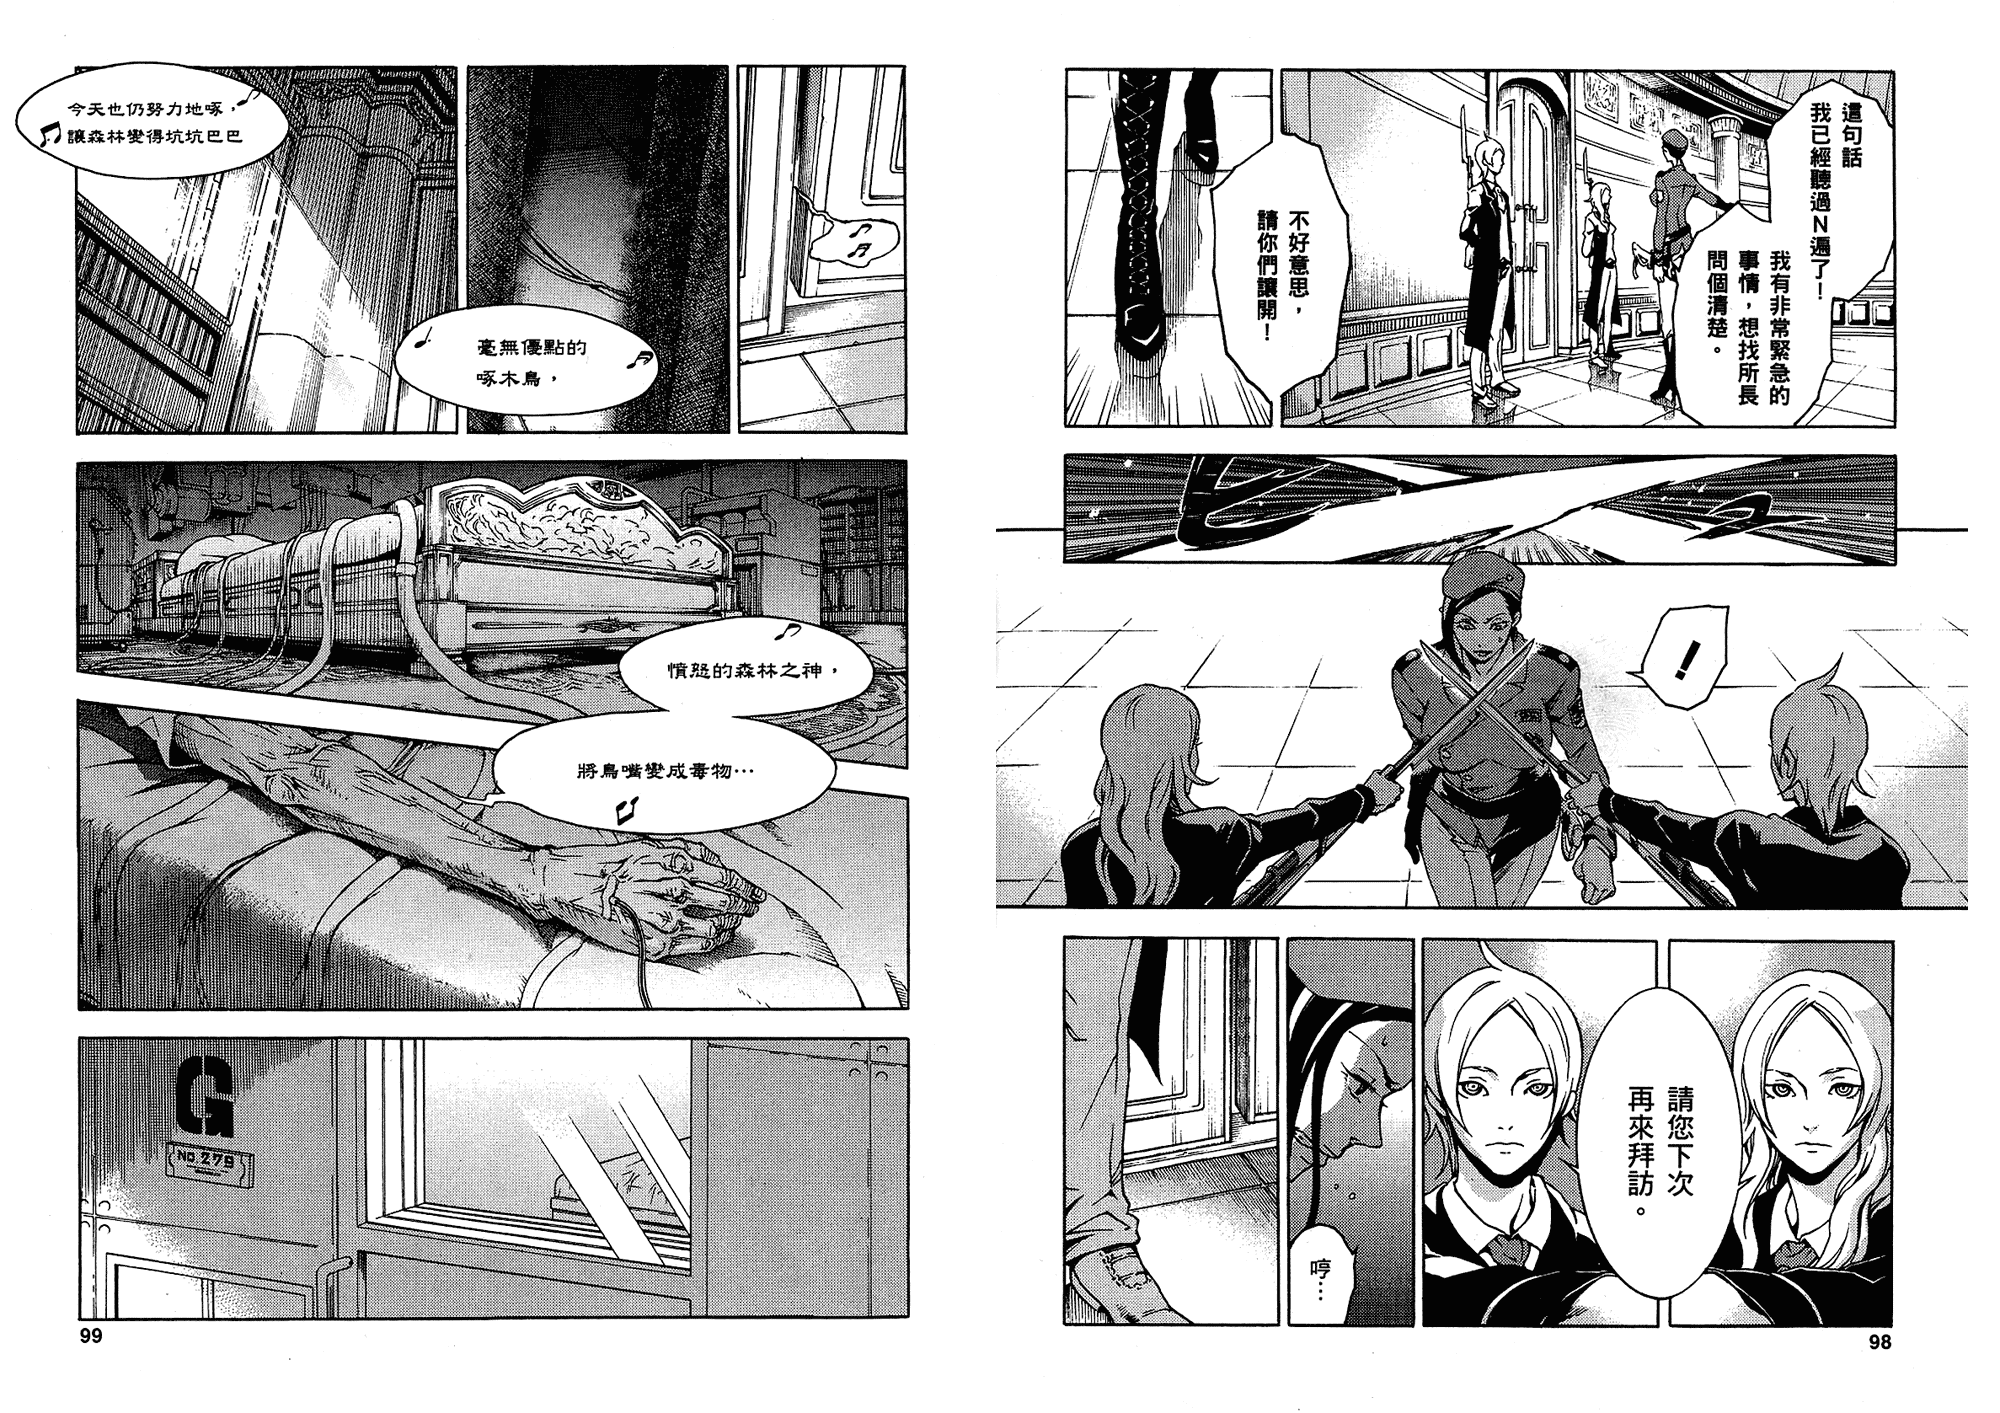 這句話
我已經聽過N遍了!
我有非常緊急的
事情,想找所長
問個清楚。
不好意思,
請你們讓開!
!
請您下次
再來拜訪。
哼…
98
今天也仍努力地啄,
讓森林變得坑坑巴巴
毫無優點的
啄木鳥,
憤怒的森林之神,
將鳥嘴變成毒物…
G
NO.279
99